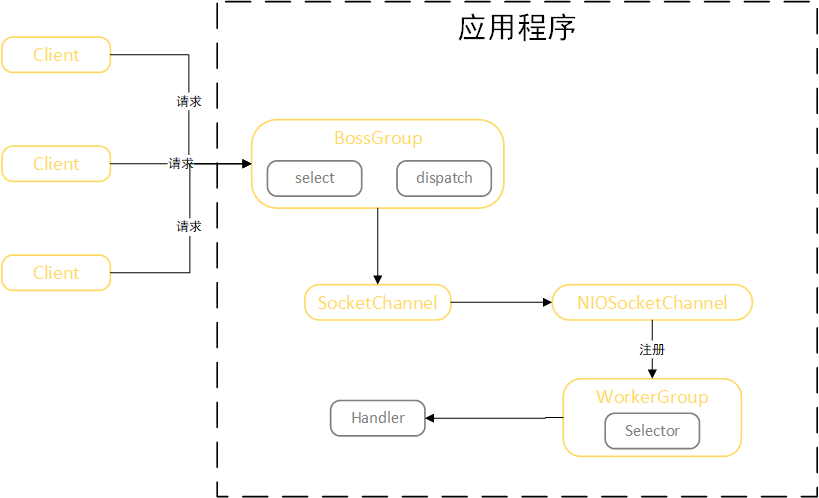 应用程序
Client
请求
BossGroup
select
dispatch
Client
请求
请求
Client
SocketChannel
NIOSocketChannel
注册
WorkerGroup
Handler
Selector